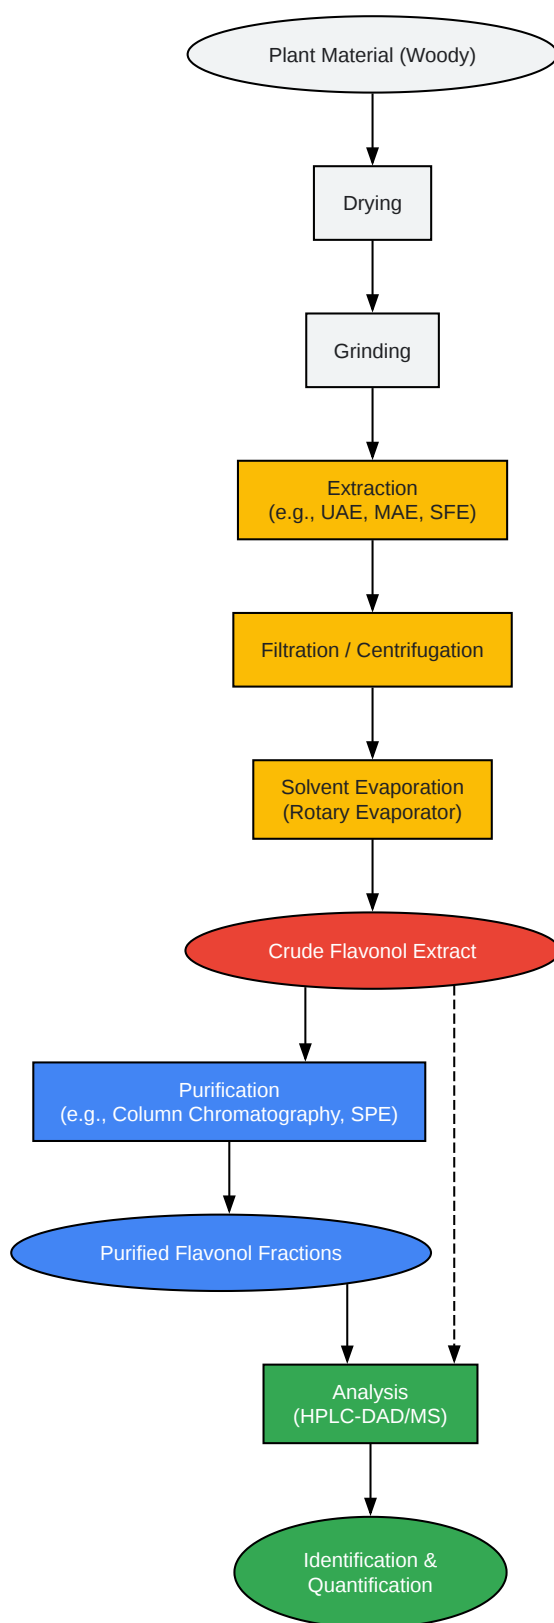 Plant Material (Woody)
Drying
Grinding
Extraction
(e.g., UAE, MAE, SFE)
Filtration / Centrifugation
Solvent Evaporation
(Rotary Evaporator)
Crude Flavonol Extract
Purification
(e.g., Column Chromatography, SPE)
Purified Flavonol Fractions
Analysis
(HPLC-DAD/MS)
Identification &
Quantification